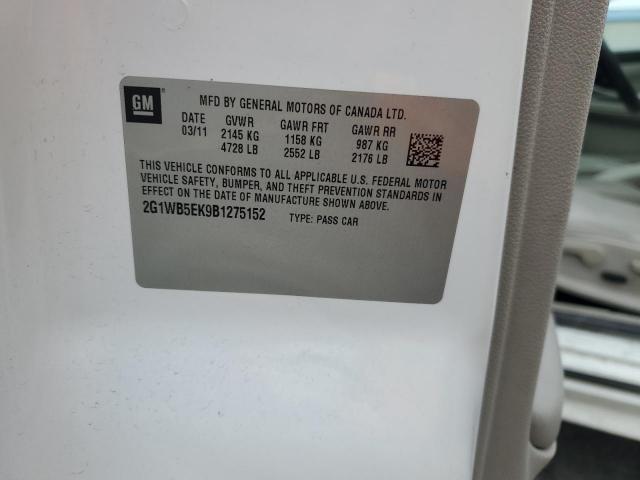 GM
MFD BY GENERAL MOTORS OF CANADA LTD.
DATE GVWR GAWR FRT GAWR RR
03/11 2145 KG 1158 KG 987 KG
4728 LB 2552 LB 2176 LB
THIS VEHICLE CONFORMS TO ALL APPLICABLE U.S. FEDERAL MOTOR
VEHICLE SAFETY, BUMPER, AND THEFT PREVENTION STANDARDS IN
EFFECT ON THE DATE OF MANUFACTURE SHOWN ABOVE.
2G1WB5EK9B1275152 TYPE: PASS CAR